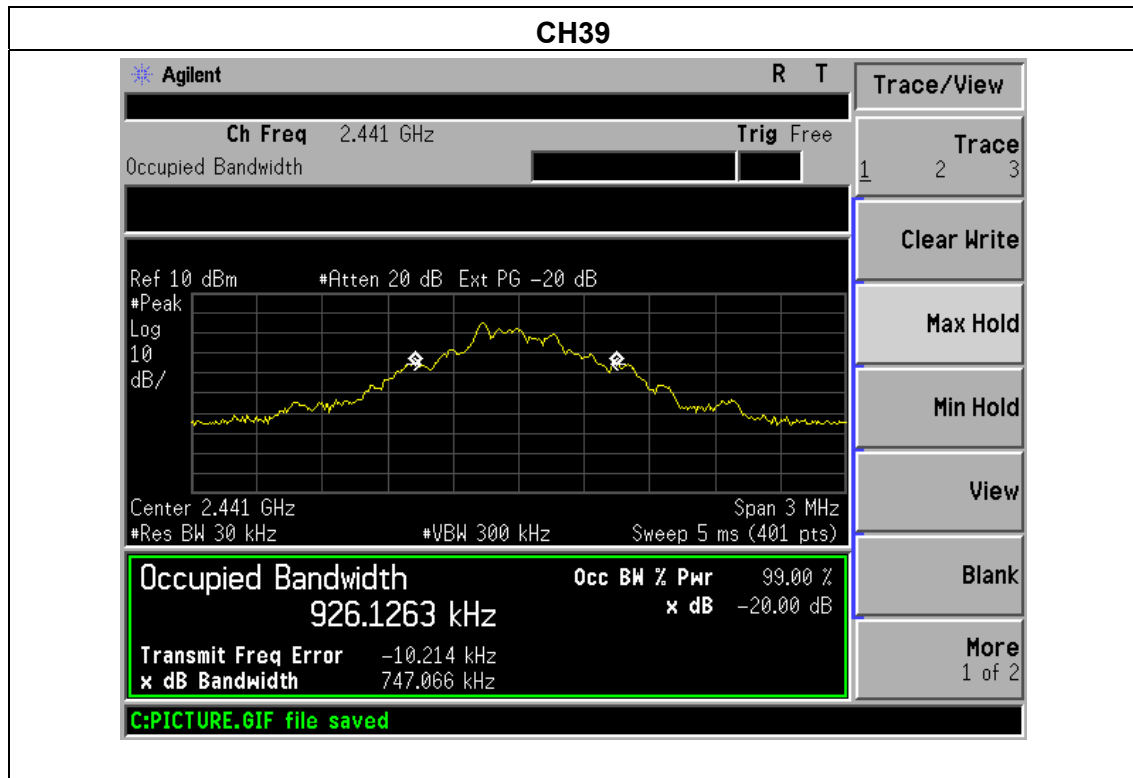 CH39
Agilent R T
Trace/View
Ch Freq 2.441 GHz Trig Free
Occupied Bandwidth
Trace
1 2 3
Clear Write
Max Hold
Min Hold
View
Blank
More
1 of 2
Ref 10 dBm #Atten 20 dB Ext PG -20 dB
#Peak
Log
10
dB/
Center 2.441 GHz Span 3 MHz
#Res BW 30 kHz #VBW 300 kHz Sweep 5 ms (401 pts)
Occupied Bandwidth Occ BW % Pwr 99.00 %
926.1263 kHz x dB -20.00 dB
Transmit Freq Error -10.214 kHz
x dB Bandwidth 747.066 kHz
C:PICTURE.GIF file saved